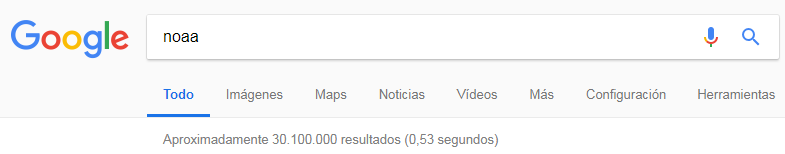 Google noaa
Todo Imágenes Maps Noticias Vídeos Más Configuración Herramientas
Aproximadamente 30.100.000 resultados (0,53 segundos)